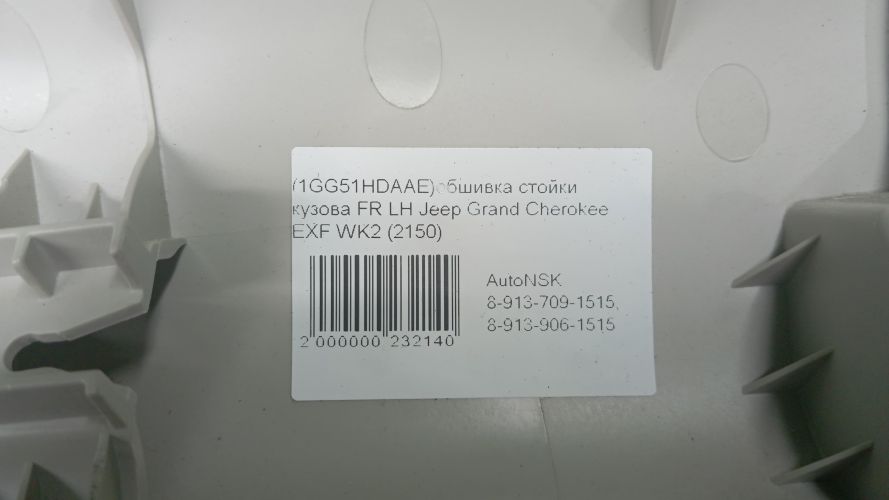 (1GG51HDAAE)обшивка стойки
кузова FR LH Jeep Grand Cherokee
EXF WK2 (2150)
AutoNSK
8-913-709-1515,
8-913-906-1515
2 000000 232140